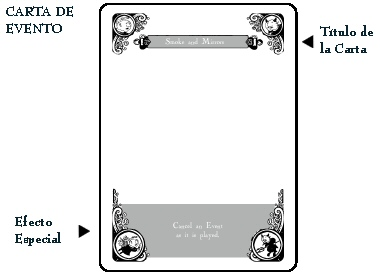 CARTA DE
EVENTO
Smoke and Mirrors
Título de
la Carta
Efecto
Especial
Cancel an Event
as it is played.